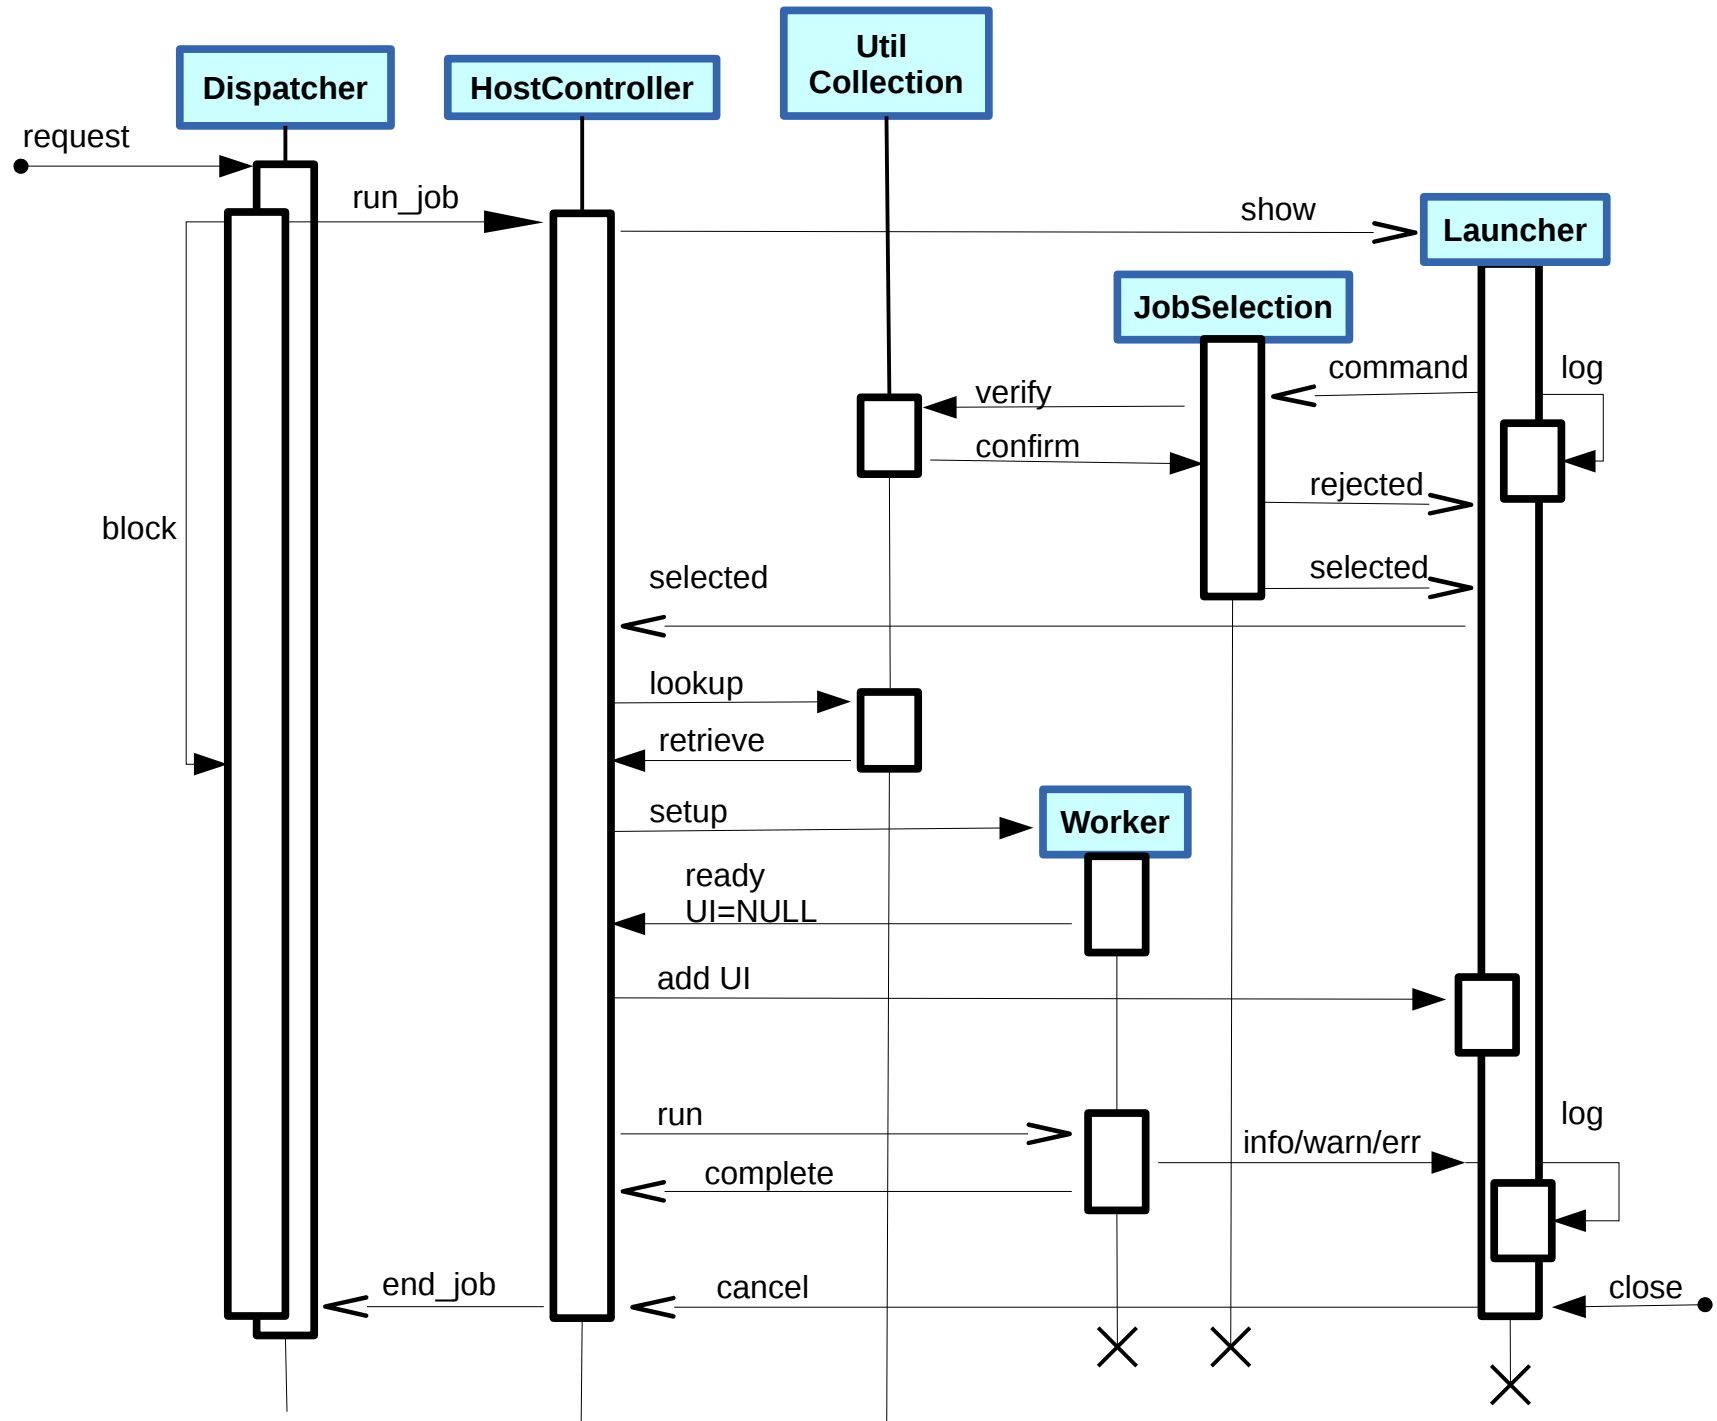 Util
Collection
Dispatcher
HostController
request
run_job
show
Launcher
JobSelection
command
log
verify
confirm
rejected
block
selected
selected
lookup
retrieve
setup
Worker
ready
UI=NULL
add UI
run
log
info/warn/err
complete
end_job
cancel
close